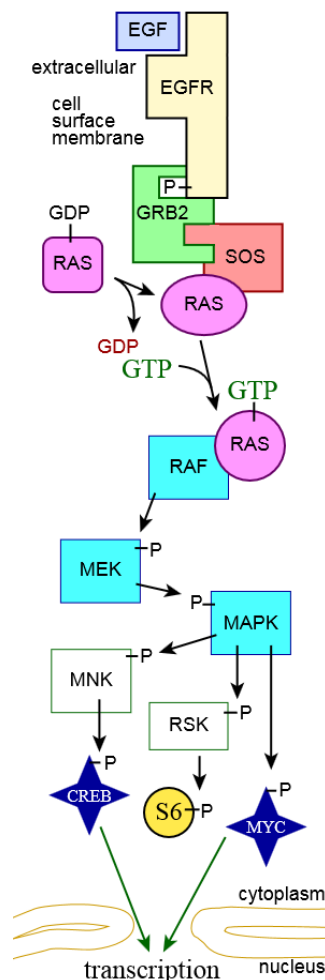 EGF
extracellular
EGFR
cell
surface
membrane
P
GRB2
GDP
RAS
SOS
RAS
GDP
GTP
GTP
RAS
RAF
P
MEK
P
MAPK
P
MNK
P
RSK
P
CREB
S6
P
P
MYC
cytoplasm
transcription
nucleus